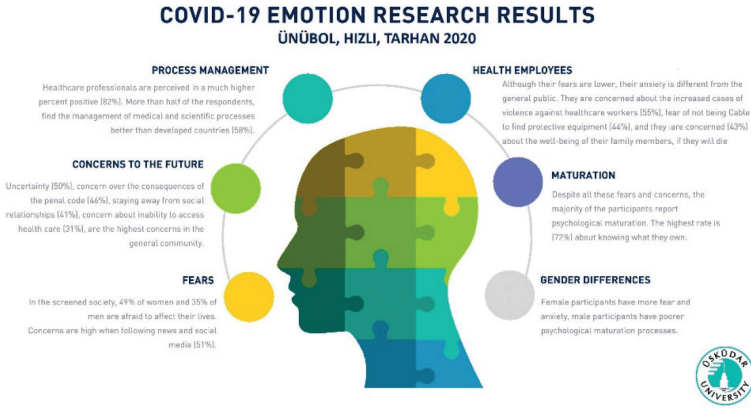 COVID-19 EMOTION RESEARCH RESULTS
ÜNÜBOL, HIZLI, TARHAN 2020
PROCESS MANAGEMENT
Healthcare professionals are perceived in a much higher
percent positive (82%). More than half of the respondents,
find the management of medical and scientific processes
better than developed countries (58%).
CONCERNS TO THE FUTURE
Uncertainty (50%), concern over the consequences of
the penal code (46%), staying away from social
relationships (41%), concern about inability to access
health care (31%), are the highest concerns in the
general community.
FEARS
In the screened society, 49% of women and 35% of
men are afraid to affect their lives.
Concerns are high when following news and social
media (51%).
HEALTH EMPLOYEES
Although their fears are lower, their anxiety is different from the
general public. They are concerned about the increased cases of
violence against healthcare workers (55%), fear of not being Cable
to find protective equipment (44%), and they :are concerned (43%)
about the well-being of their family members, if they will die
MATURATION
Despite all these fears and concerns, the
majority of the participants report
psychological maturation. The highest rate is
(72%) about knowing what they own.
GENDER DIFFERENCES
Female participants have more fear and
anxiety, male participants have poorer
psychological maturation processes.
ÜSKÜDAR
UNIVERSITY